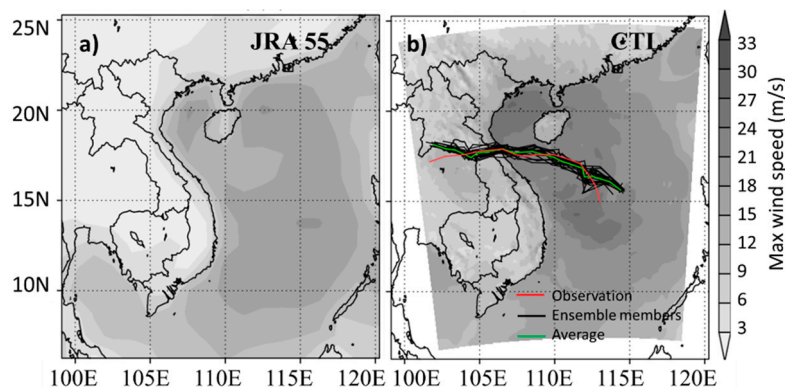 a) JRA 55
b) CTL
25N
20N
15N
10N
100E 105E 110E 115E 120E
100E 105E 110E 115E 120E
Observation
Ensemble members
Average
33
30
27
24
21
18
15
12
9
6
3
Max wind speed (m/s)